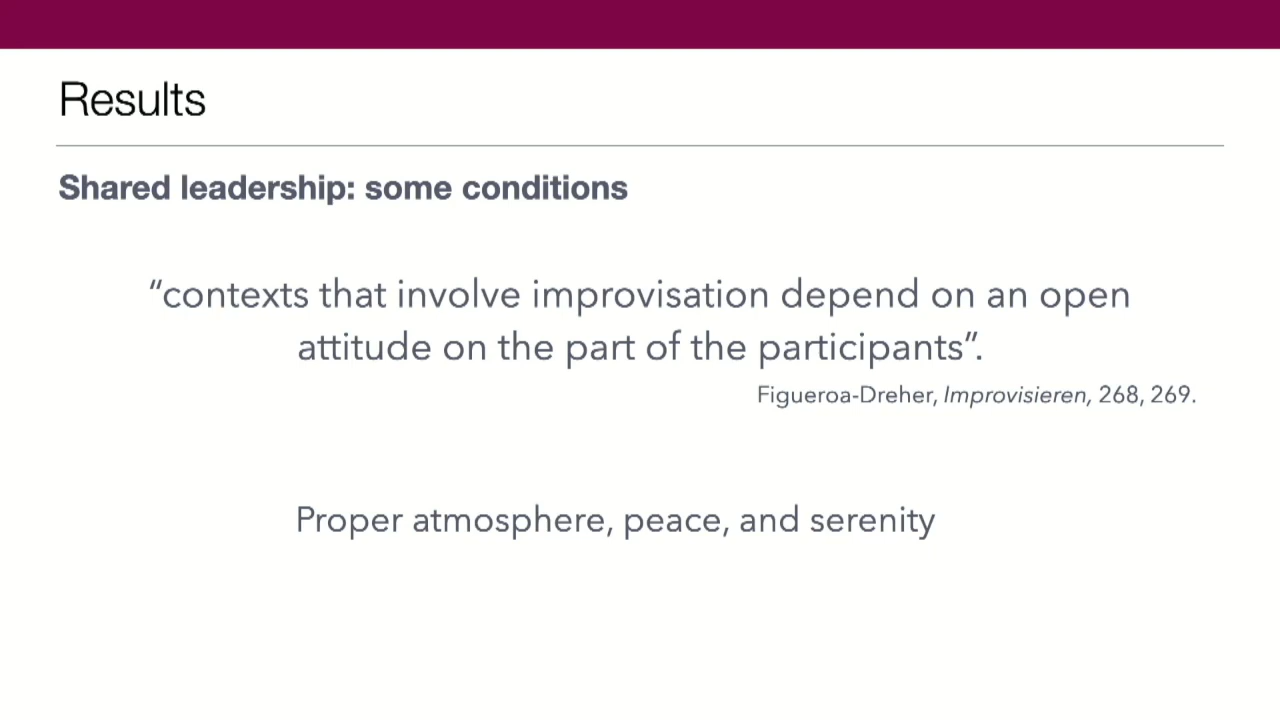 Results
Shared leadership: some conditions
“contexts that involve improvisation depend on an open
attitude on the part of the participants”.
Figueroa-Dreher, Improvisieren, 268, 269.
Proper atmosphere, peace, and serenity